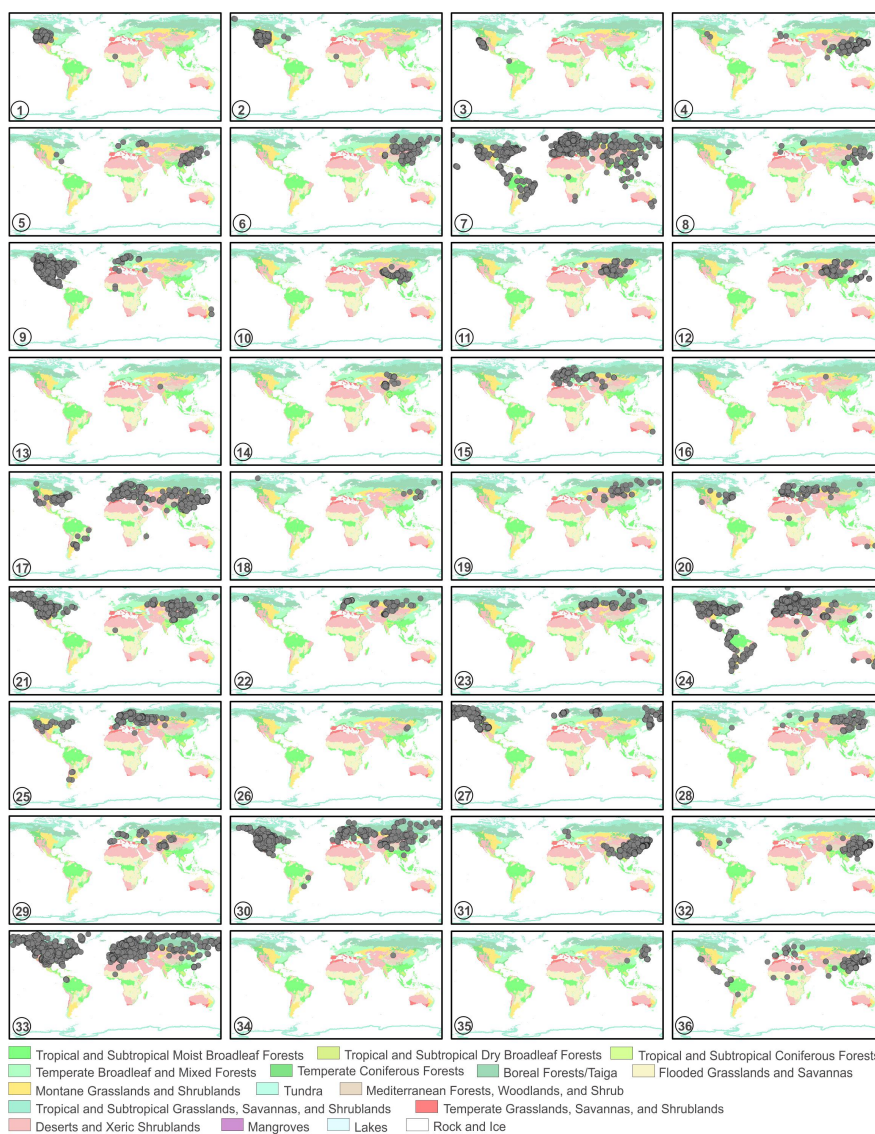 1 2 3 4
5 6 7 8
9 10 11 12
13 14 15 16
17 18 19 20
21 22 23 24
25 26 27 28
29 30 31 32
33 34 35 36
Tropical and Subtropical Moist Broadleaf Forests Tropical and Subtropical Dry Broadleaf Forests Tropical and Subtropical Coniferous Forests
Temperate Broadleaf and Mixed Forests Temperate Coniferous Forests Boreal Forests/Taiga Flooded Grasslands and Savannas
Montane Grasslands and Shrublands Tundra Mediterranean Forests, Woodlands, and Shrub
Tropical and Subtropical Grasslands, Savannas, and Shrublands Temperate Grasslands, Savannas, and Shrublands
Deserts and Xeric Shrublands Mangroves Lakes Rock and Ice